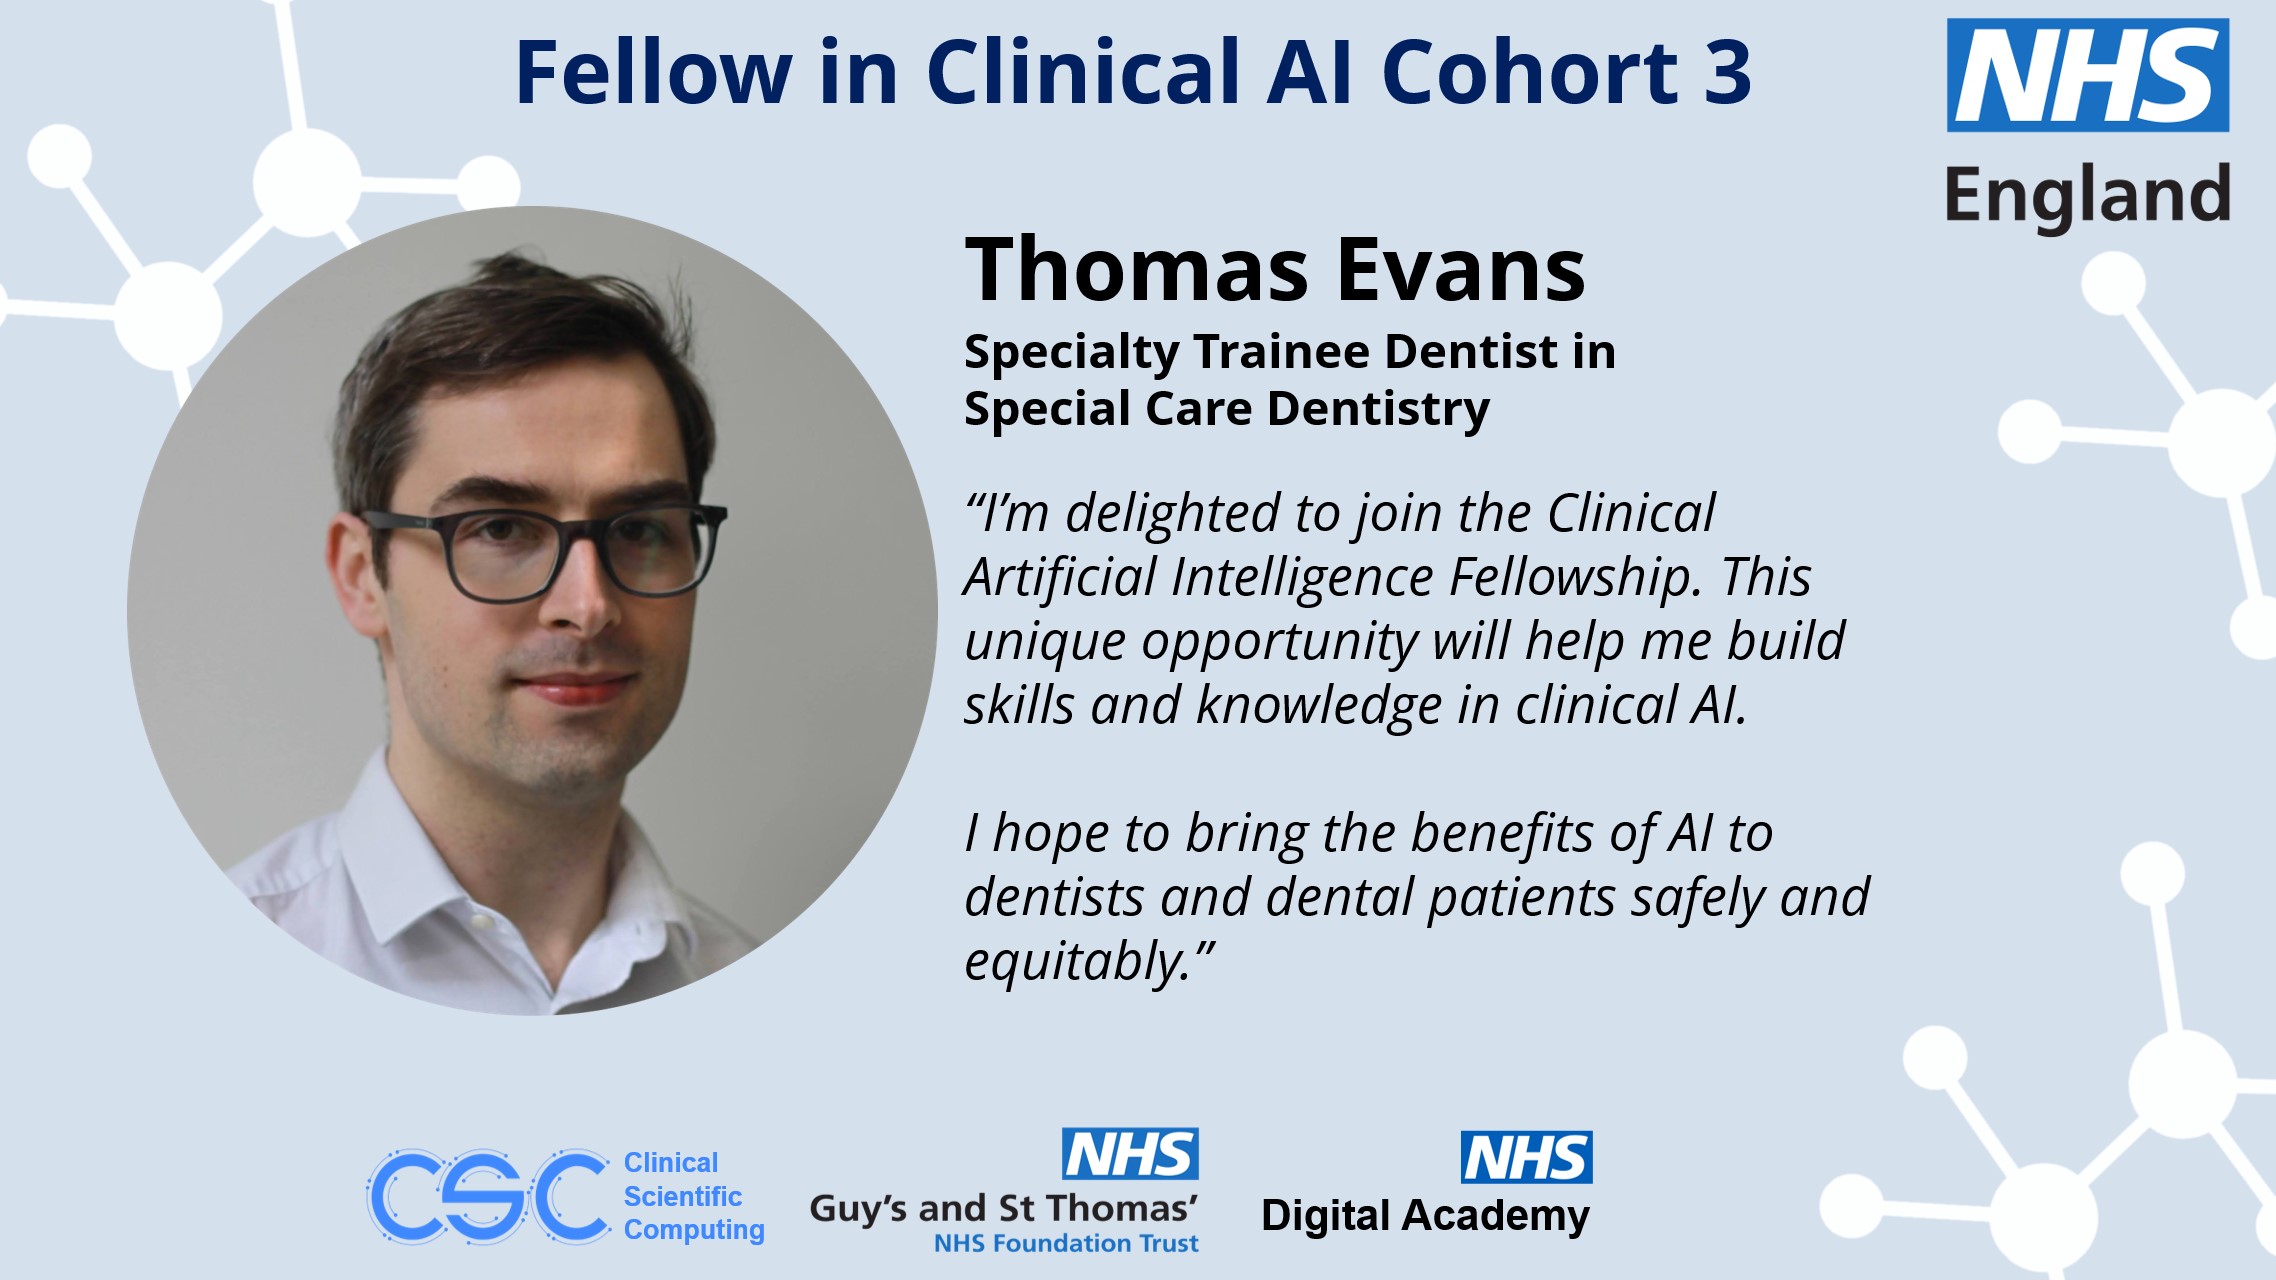 Fellow in Clinical AI Cohort 3
NHS
England
Thomas Evans
Specialty Trainee Dentist in
Special Care Dentistry
“I’m delighted to join the Clinical
Artificial Intelligence Fellowship. This
unique opportunity will help me build
skills and knowledge in clinical AI.
I hope to bring the benefits of AI to
dentists and dental patients safely and
equitably.”
CSC
Clinical
Scientific
Computing
NHS
Guy’s and St Thomas’
NHS Foundation Trust
NHS
Digital Academy